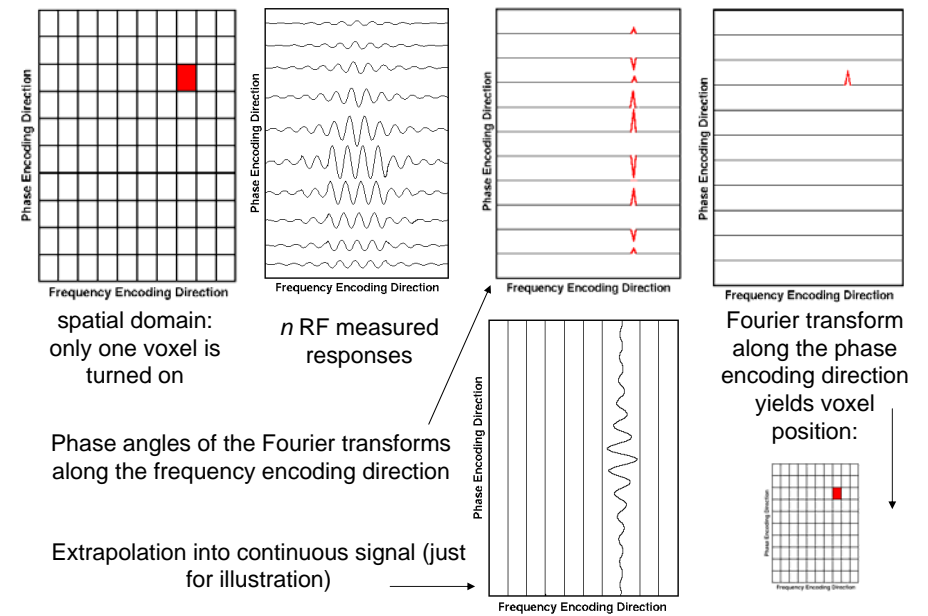 Phase Encoding Direction
Frequency Encoding Direction
spatial domain:
only one voxel is
turned on
Phase Encoding Direction
Frequency Encoding Direction
n RF measured
responses
Phase Encoding Direction
Frequency Encoding Direction
Phase Encoding Direction
Frequency Encoding Direction
Fourier transform
along the phase
encoding direction
yields voxel
position:
Phase angles of the Fourier transforms
along the frequency encoding direction
Extrapolation into continuous signal (just
for illustration)
Phase Encoding Direction
Frequency Encoding Direction
Phase Encoding Direction
Frequency Encoding Direction